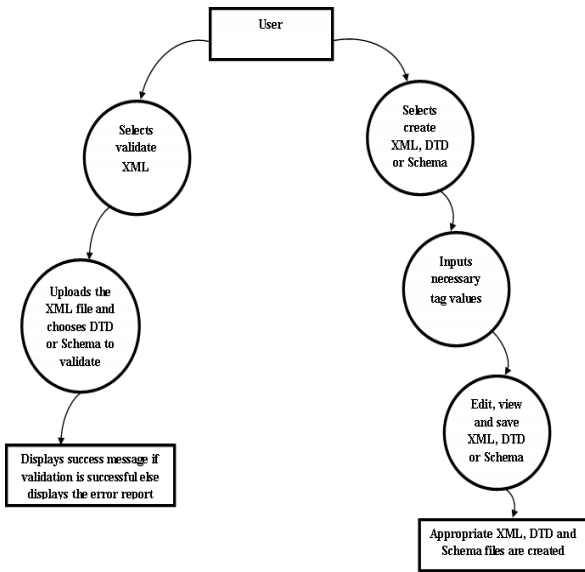 User
Selects
validate
XML
Selects
create
XML, DTD
or Schema
Uploads the
XML file and
chooses DTD
or Schema to
validate
Inputs
necessary
tag values
Edit, view
and save
XML, DTD
or Schema
Displays success message if
validation is successful else
displays the error report
Appropriate XML, DTD and
Schema files are created